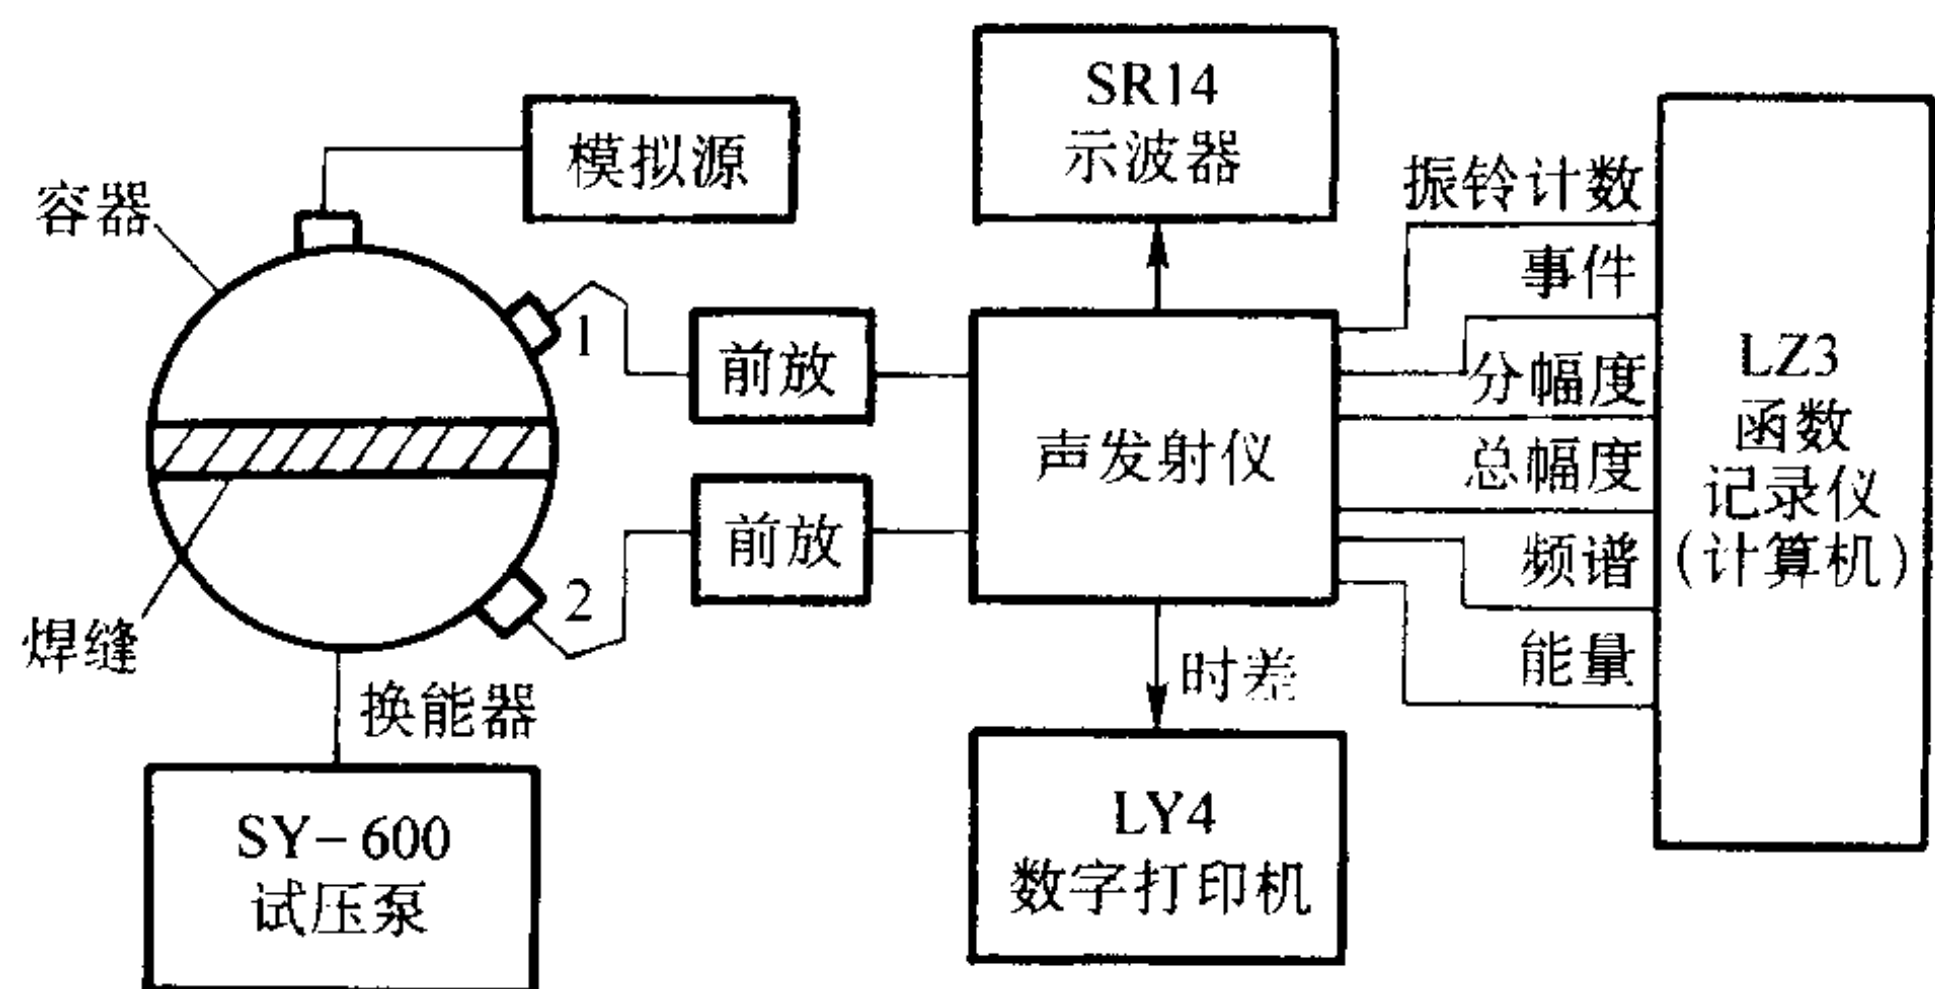 模拟源
容器
1
2
焊缝
换能器
SY-600
试压泵
前放
前放
SR14
示波器
声发射仪
时差
LY4
数字打印机
振铃计数
事件
分幅度
总幅度
频谱
能量
LZ3
函数
记录仪
(计算机)